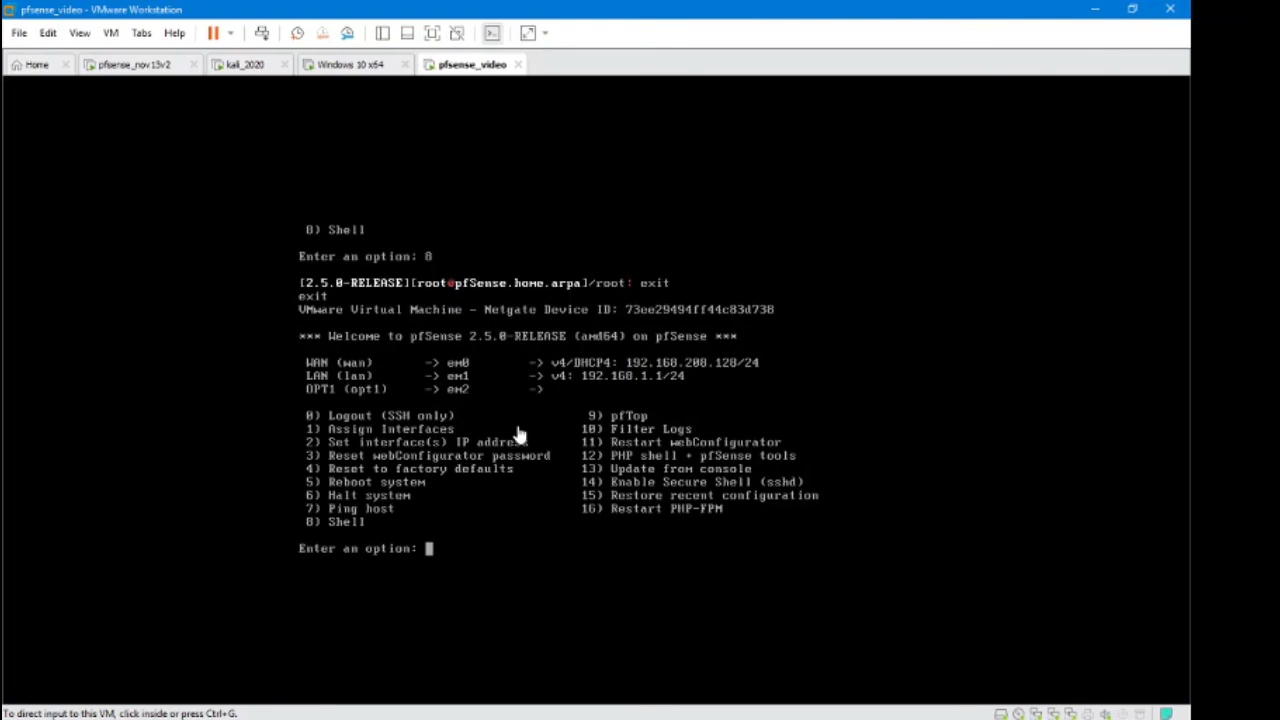 pfsense_video - VMware Workstation
File Edit View VM Tabs Help
Home pfsense_nov13v2 kali_2020 Windows 10 x64 pfsense_video
8) Shell
Enter an option: 8
[2.5.0-RELEASE][root@pfSense.home.arpa]/root: exit
exit
VMware Virtual Machine - Netgate Device ID: 73ee29494ff44c83d738
*** Welcome to pfSense 2.5.0-RELEASE (amd64) on pfSense ***
WAN (wan) -> em0 -> v4/DHCP4: 192.168.208.128/24
LAN (lan) -> em1 -> v4: 192.168.1.1/24
OPT1 (opt1) -> em2 ->
0) Logout (SSH only) 9) pfTop
1) Assign Interfaces 10) Filter Logs
2) Set interface(s) IP address 11) Restart webConfigurator
3) Reset webConfigurator password 12) PHP shell + pfSense tools
4) Reset to factory defaults 13) Update from console
5) Reboot system 14) Enable Secure Shell (sshd)
6) Halt system 15) Restore recent configuration
7) Ping host 16) Restart PHP-FPM
8) Shell
Enter an option:
To direct input to this VM, click inside or press Ctrl+G.